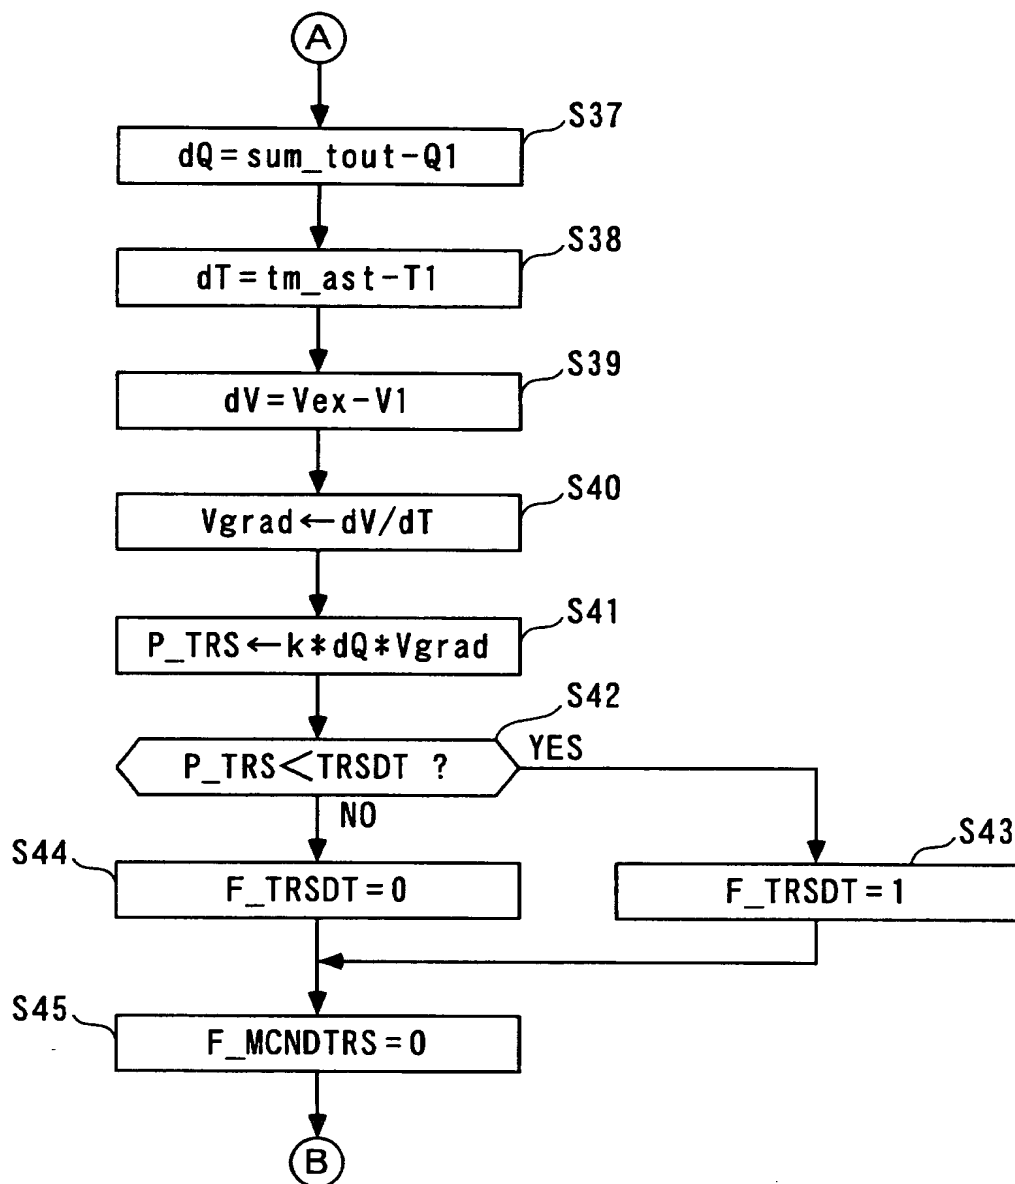 A
S37
dQ=sum_tout-Q1
S38
dT=tm_ast-T1
S39
dV=Vex-V1
S40
Vgrad←dV/dT
S41
P_TRS←k*dQ*Vgrad
S42
P_TRS<TRSDT ?
YES
NO
S44
F_TRSDT=0
S43
F_TRSDT=1
S45
F_MCNDTRS=0
B